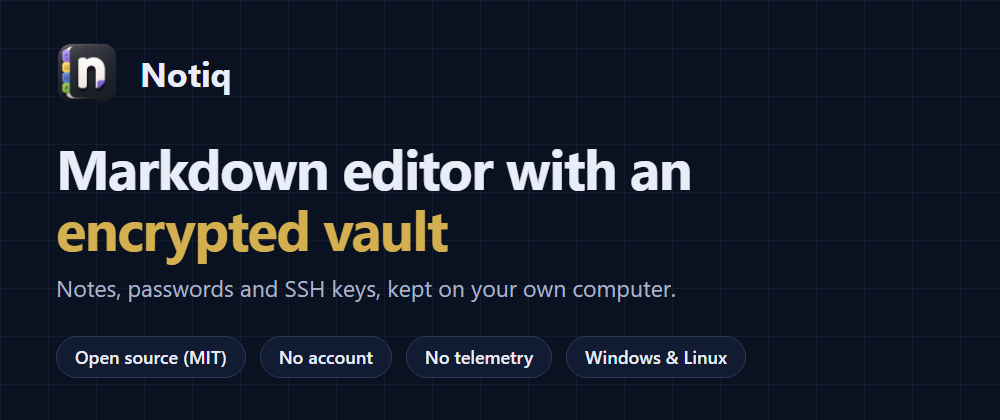 n
Notiq
Markdown editor with an
encrypted vault
Notes, passwords and SSH keys, kept on your own computer.
Open source (MIT)
No account
No telemetry
Windows & Linux